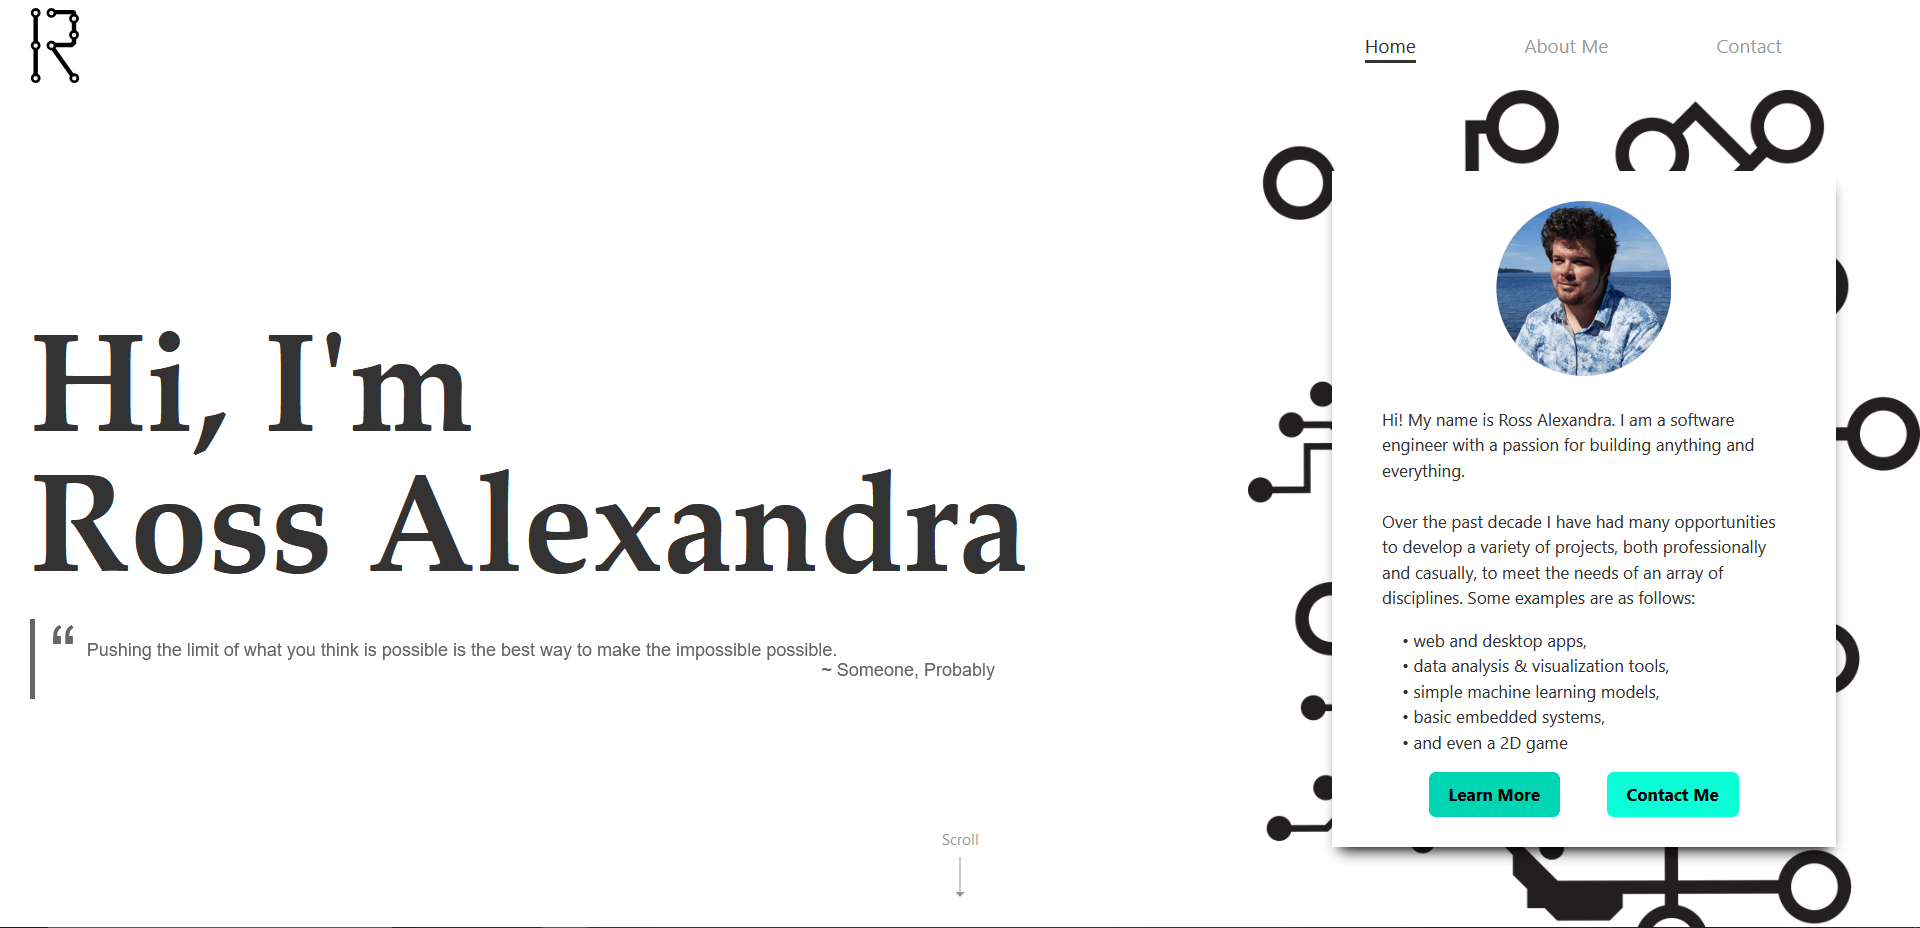 R
Home
About Me
Contact
Hi, I'm
Ross Alexandra
“ Pushing the limit of what you think is possible is the best way to make the impossible possible.
~ Someone, Probably
Scroll
Hi! My name is Ross Alexandra. I am a software
engineer with a passion for building anything and
everything.
Over the past decade I have had many opportunities
to develop a variety of projects, both professionally
and casually, to meet the needs of an array of
disciplines. Some examples are as follows:
• web and desktop apps,
• data analysis & visualization tools,
• simple machine learning models,
• basic embedded systems,
• and even a 2D game
Learn More
Contact Me